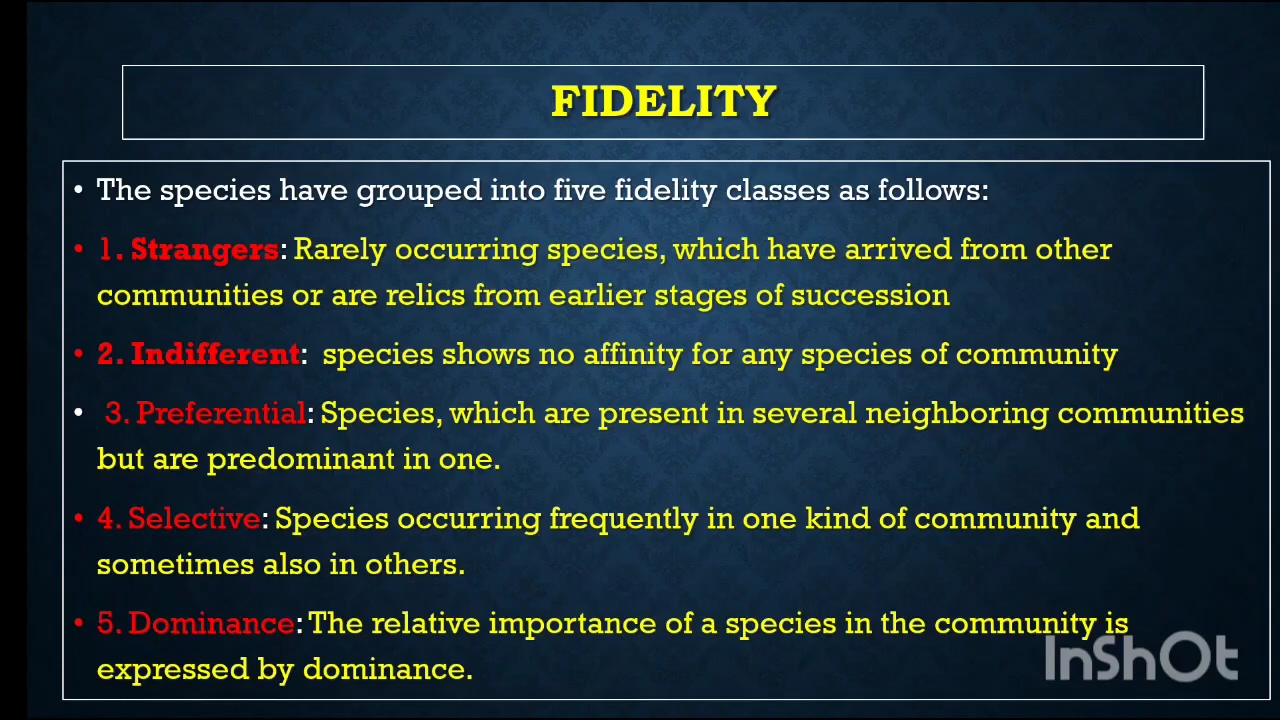 FIDELITY
• The species have grouped into five fidelity classes as follows:
• 1. Strangers: Rarely occurring species, which have arrived from other
communities or are relics from earlier stages of succession
• 2. Indifferent: species shows no affinity for any species of community
• 3. Preferential: Species, which are present in several neighboring communities
but are predominant in one.
• 4. Selective: Species occurring frequently in one kind of community and
sometimes also in others.
• 5. Dominance: The relative importance of a species in the community is
expressed by dominance.
InShOt